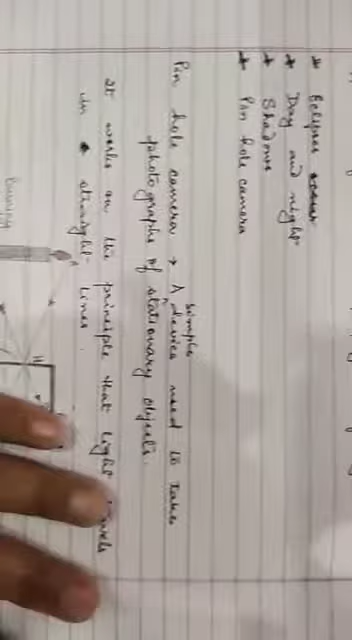 * Eclipses
* Day and night
* Shadows
* Pin hole camera
Pin hole camera → A simple device used to take
photographs of stationary objects.
It works on the principle that light travels
in straight lines.
Burning
H